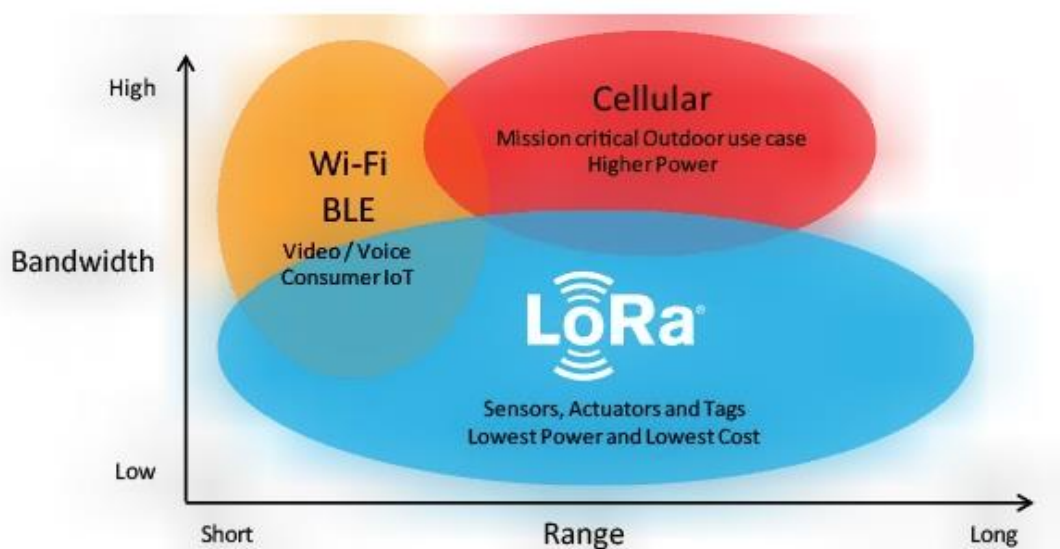 High
Cellular
Mission critical Outdoor use case
Higher Power
Wi-Fi
BLE
Video / Voice
Consumer IoT
Bandwidth
LoRa®
Sensors, Actuators and Tags
Lowest Power and Lowest Cost
Low
Short
Range
Long